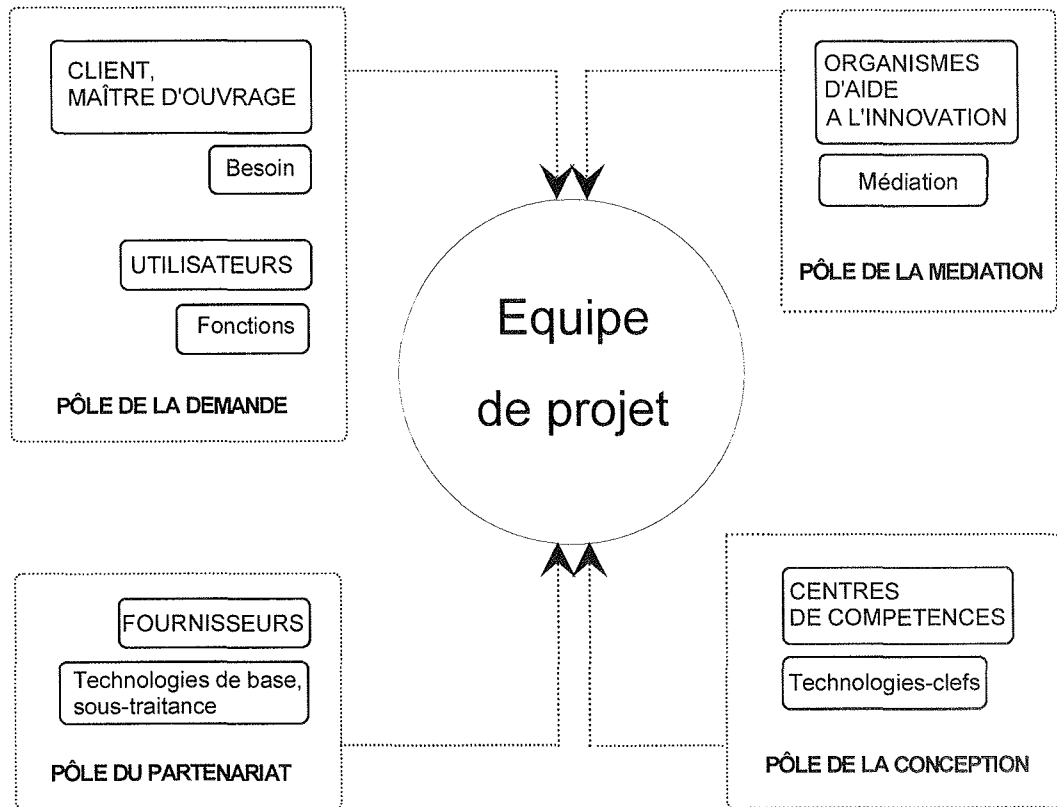 CLIENT,
MAÎTRE D'OUVRAGE
Besoin
UTILISATEURS
Fonctions
PÔLE DE LA DEMANDE
ORGANISMES
D'AIDE
A L'INNOVATION
Médiation
PÔLE DE LA MEDIATION
Equipe
de projet
FOURNISSEURS
Technologies de base,
sous-traitance
PÔLE DU PARTENARIAT
CENTRES
DE COMPETENCES
Technologies-clefs
PÔLE DE LA CONCEPTION